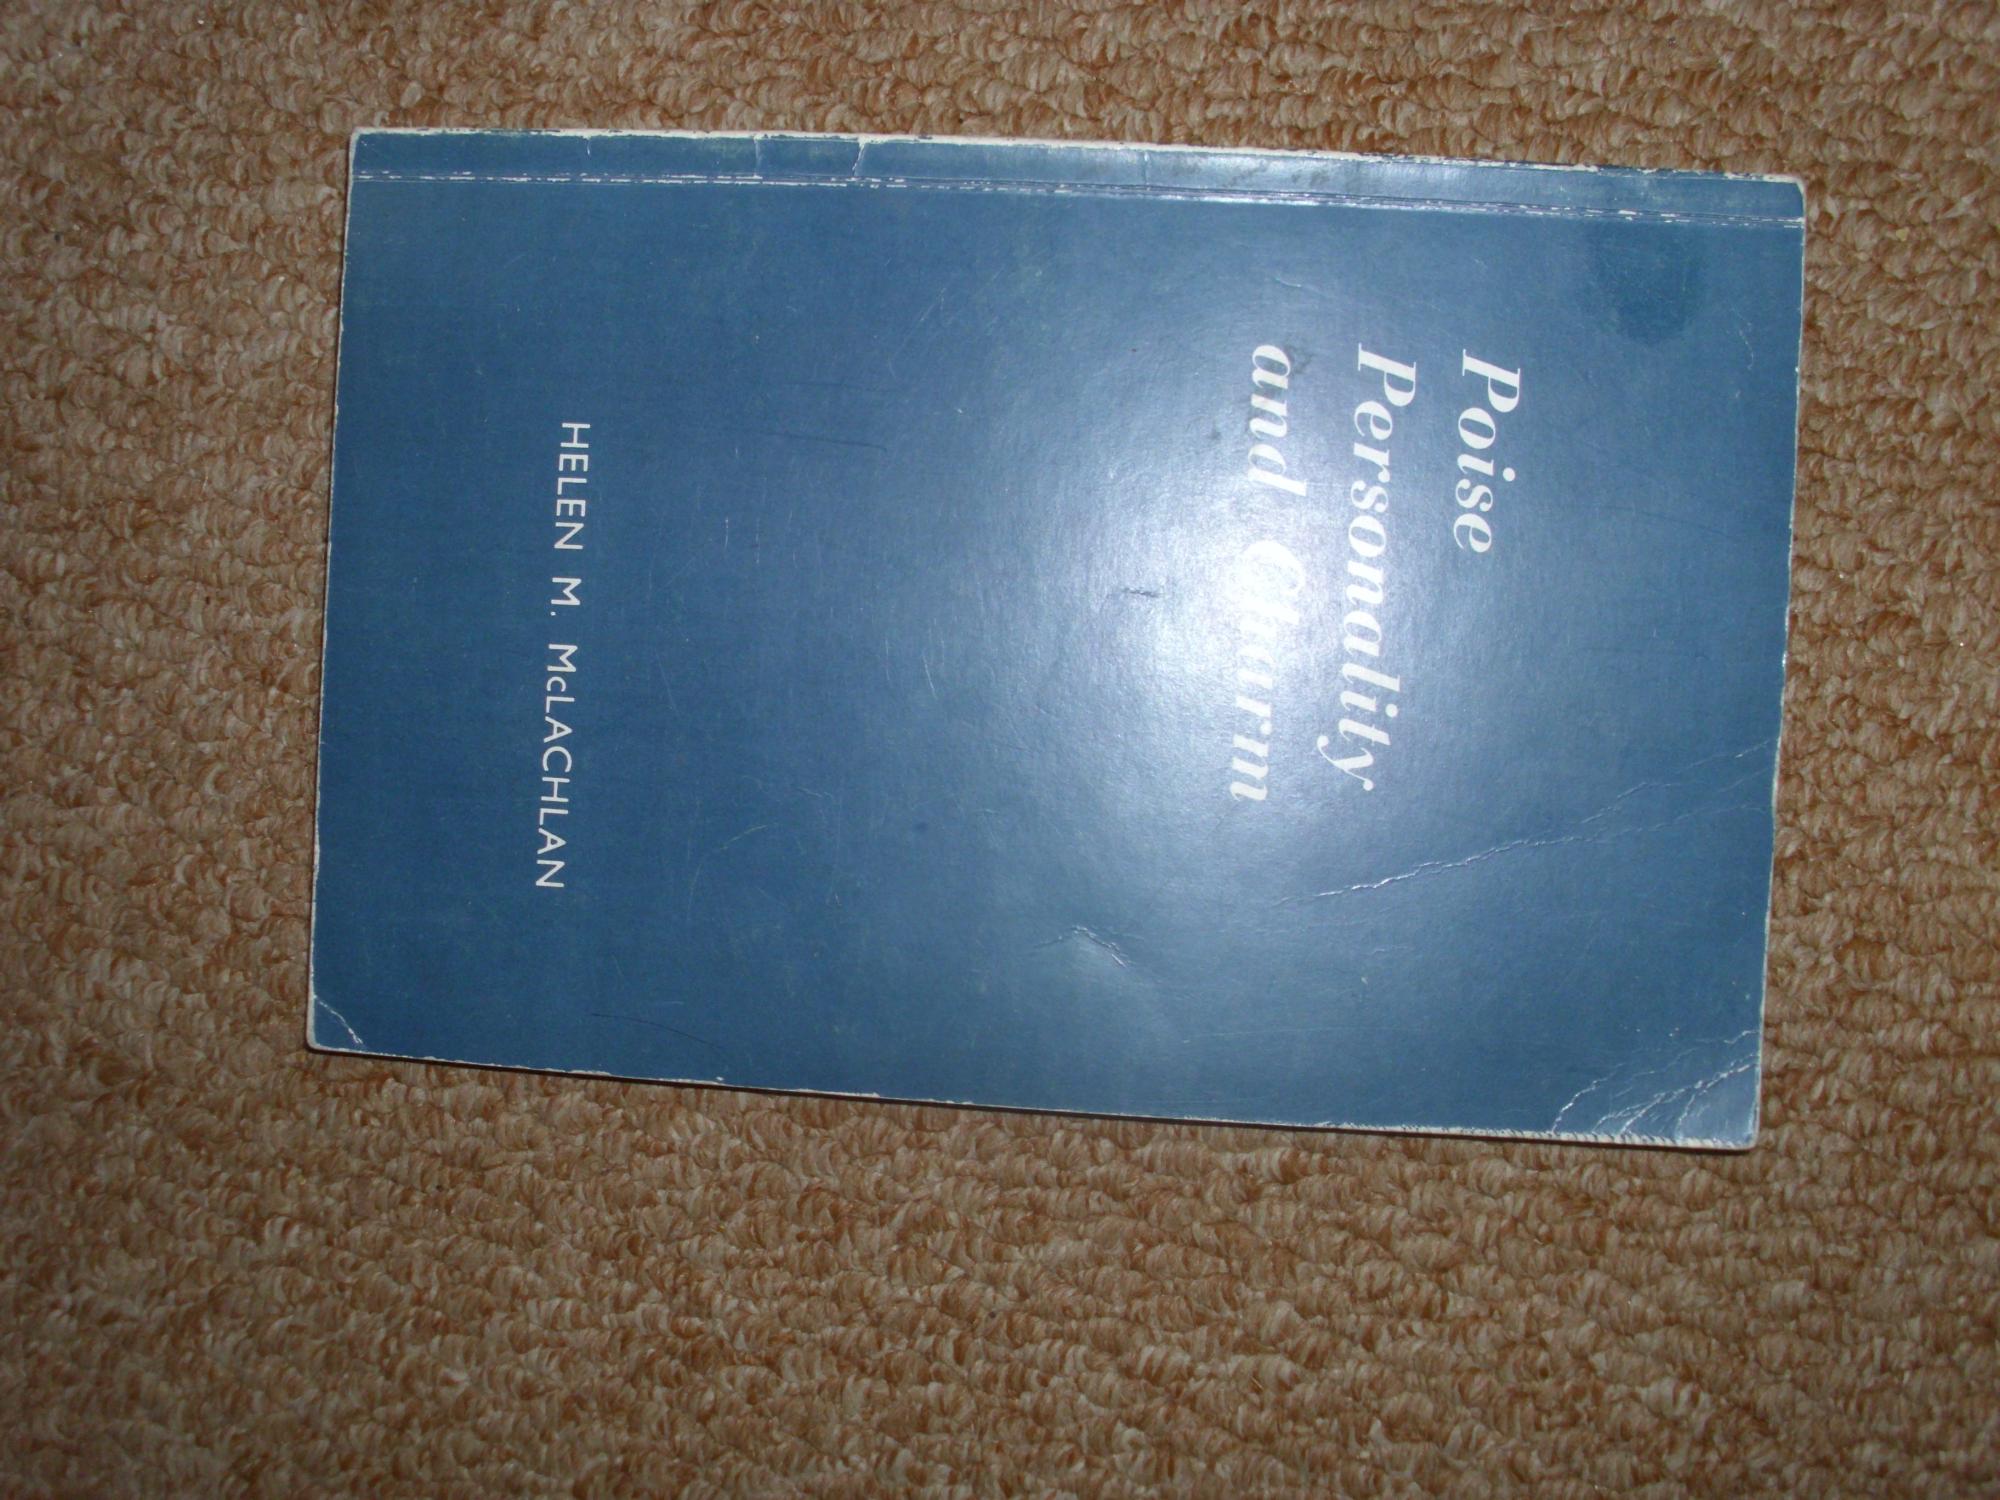 Poise
Personality
and Charm
HELEN M. McLACHLAN